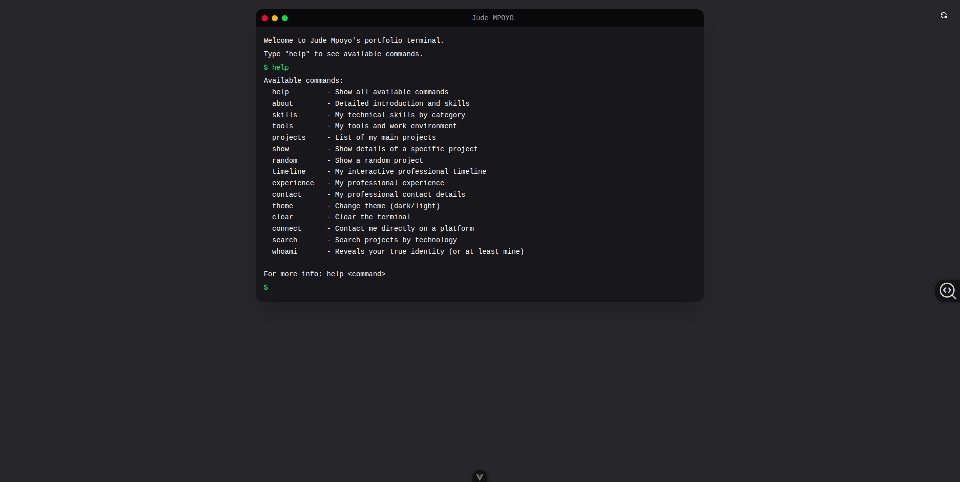 Jude MPOYO
Welcome to Jude Mpoyo's portfolio terminal.
Type "help" to see available commands.
$ help
Available commands:
help - Show all available commands
about - Detailed introduction and skills
skills - My technical skills by category
tools - My tools and work environment
projects - List of my main projects
show - Show details of a specific project
random - Show a random project
timeline - My interactive professional timeline
experience - My professional experience
contact - My professional contact details
theme - Change theme (dark/light)
clear - Clear the terminal
connect - Contact me directly on a platform
search - Search projects by technology
whoami - Reveals your true identity (or at least mine)
For more info: help <command>
$